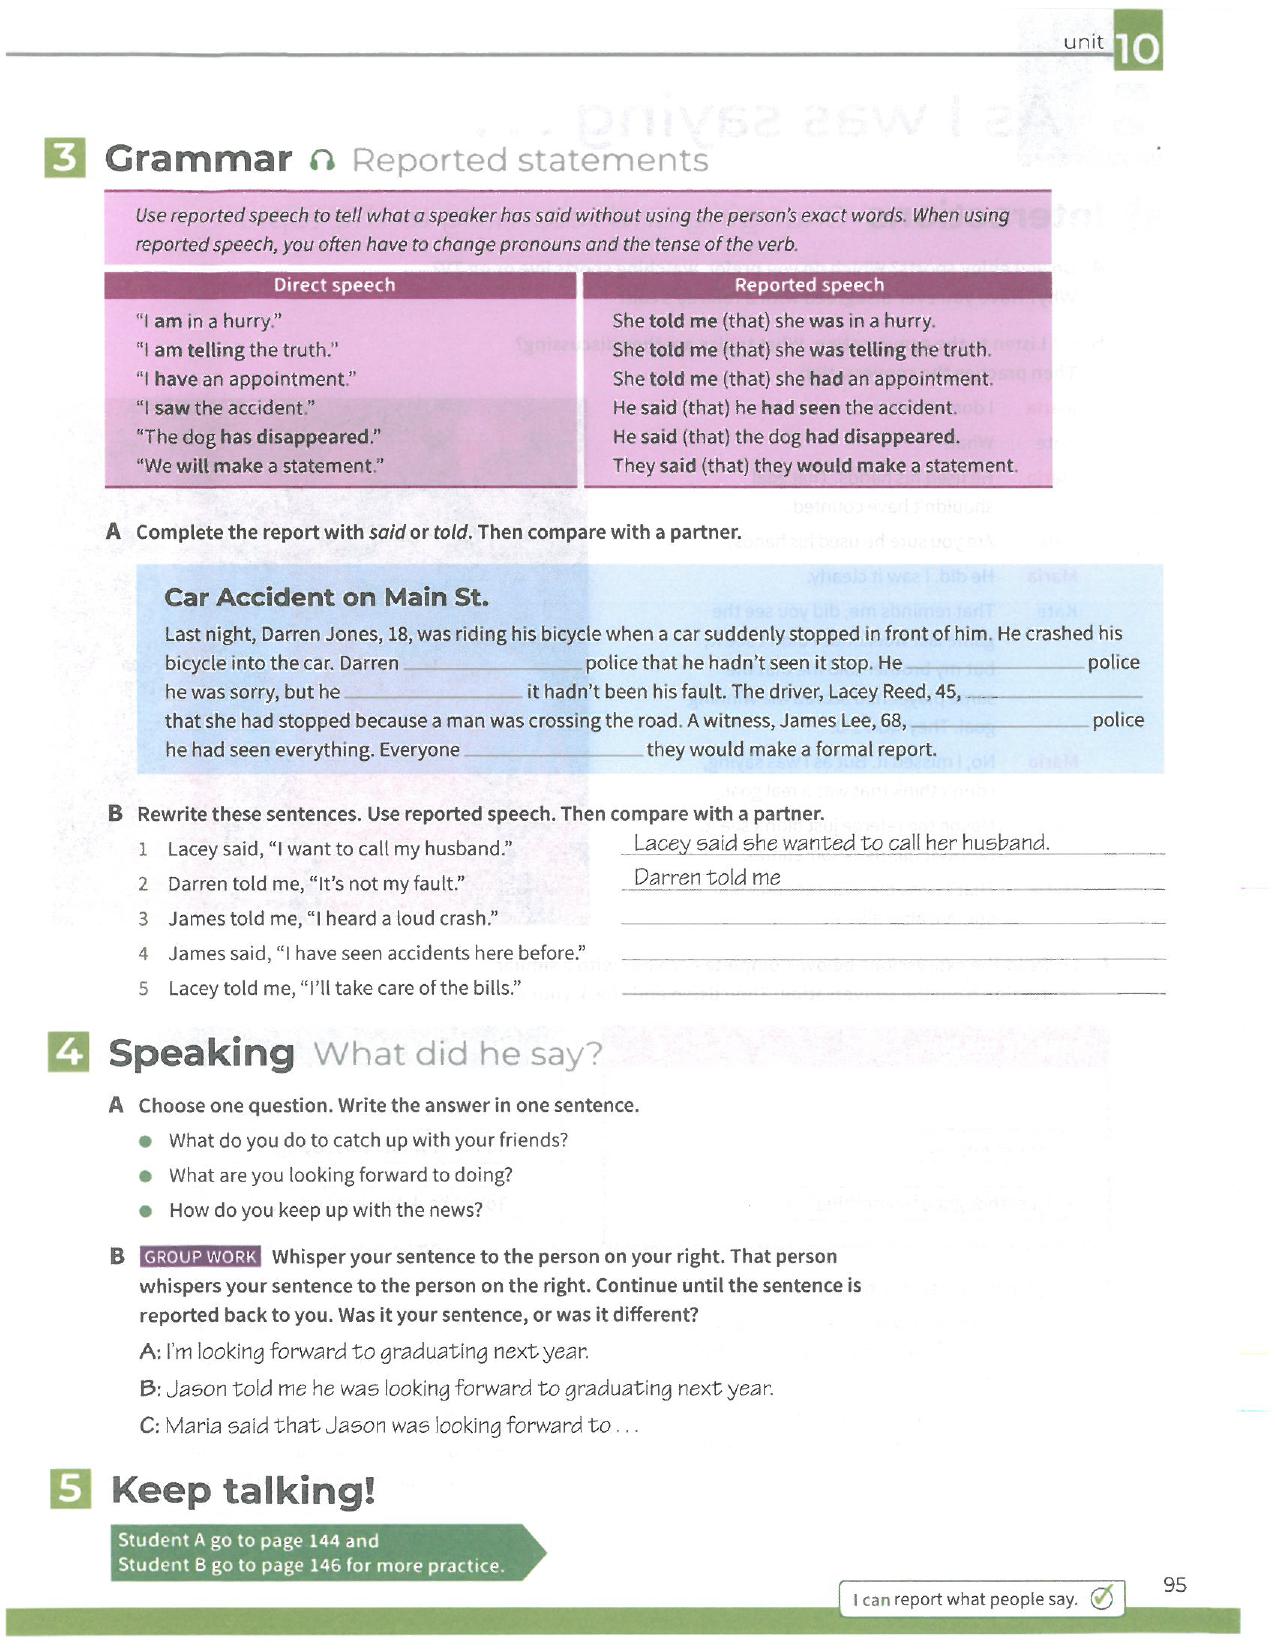 unit 10
3 Grammar Reported statements
Use reported speech to tell what a speaker has said without using the person's exact words. When using
reported speech, you often have to change pronouns and the tense of the verb.
Direct speech
"I am in a hurry."
"I am telling the truth."
"I have an appointment."
"I saw the accident."
"The dog has disappeared."
"We will make a statement."
Reported speech
She told me (that) she was in a hurry.
She told me (that) she was telling the truth.
She told me (that) she had an appointment.
He said (that) he had seen the accident.
He said (that) the dog had disappeared.
They said (that) they would make a statement.
A Complete the report with said or told. Then compare with a partner.
Car Accident on Main St.
Last night, Darren Jones, 18, was riding his bicycle when a car suddenly stopped in front of him. He crashed his
bicycle into the car. Darren ____ police that he hadn't seen it stop. He ____ police
he was sorry, but he ____ it hadn't been his fault. The driver, Lacey Reed, 45, ____
that she had stopped because a man was crossing the road. A witness, James Lee, 68, ____ police
he had seen everything. Everyone ____ they would make a formal report.
B Rewrite these sentences. Use reported speech. Then compare with a partner.
1 Lacey said, "I want to call my husband." Lacey said she wanted to call her husband.
2 Darren told me, "It's not my fault." Darren told me
3 James told me, "I heard a loud crash."
4 James said, "I have seen accidents here before."
5 Lacey told me, "I'll take care of the bills."
4 Speaking What did he say?
A Choose one question. Write the answer in one sentence.
• What do you do to catch up with your friends?
• What are you looking forward to doing?
• How do you keep up with the news?
B GROUP WORK Whisper your sentence to the person on your right. That person
whispers your sentence to the person on the right. Continue until the sentence is
reported back to you. Was it your sentence, or was it different?
A: I'm looking forward to graduating next year.
B: Jason told me he was looking forward to graduating next year.
C: Maria said that Jason was looking forward to . . .
5 Keep talking!
Student A go to page 144 and
Student B go to page 146 for more practice.
I can report what people say.
95